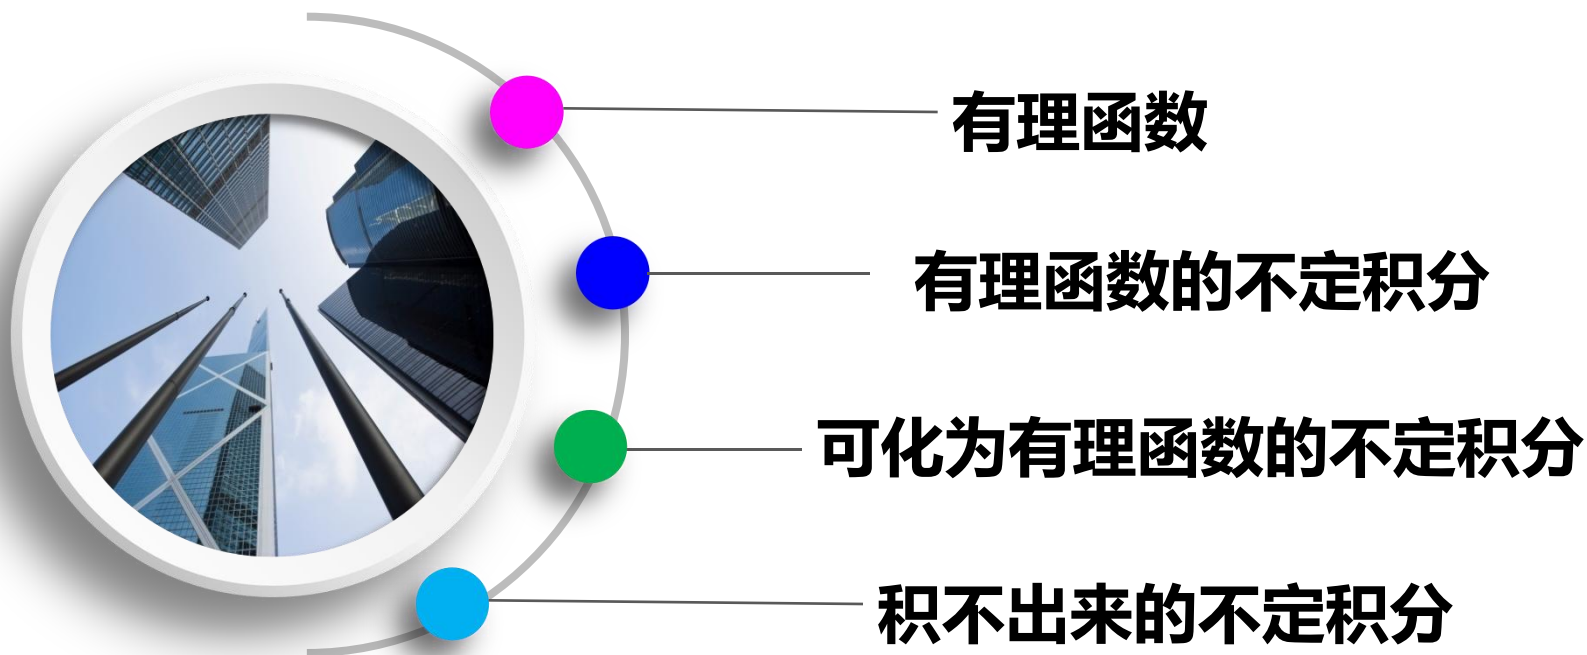 有理函数
有理函数的不定积分
可化为有理函数的不定积分
积不出来的不定积分